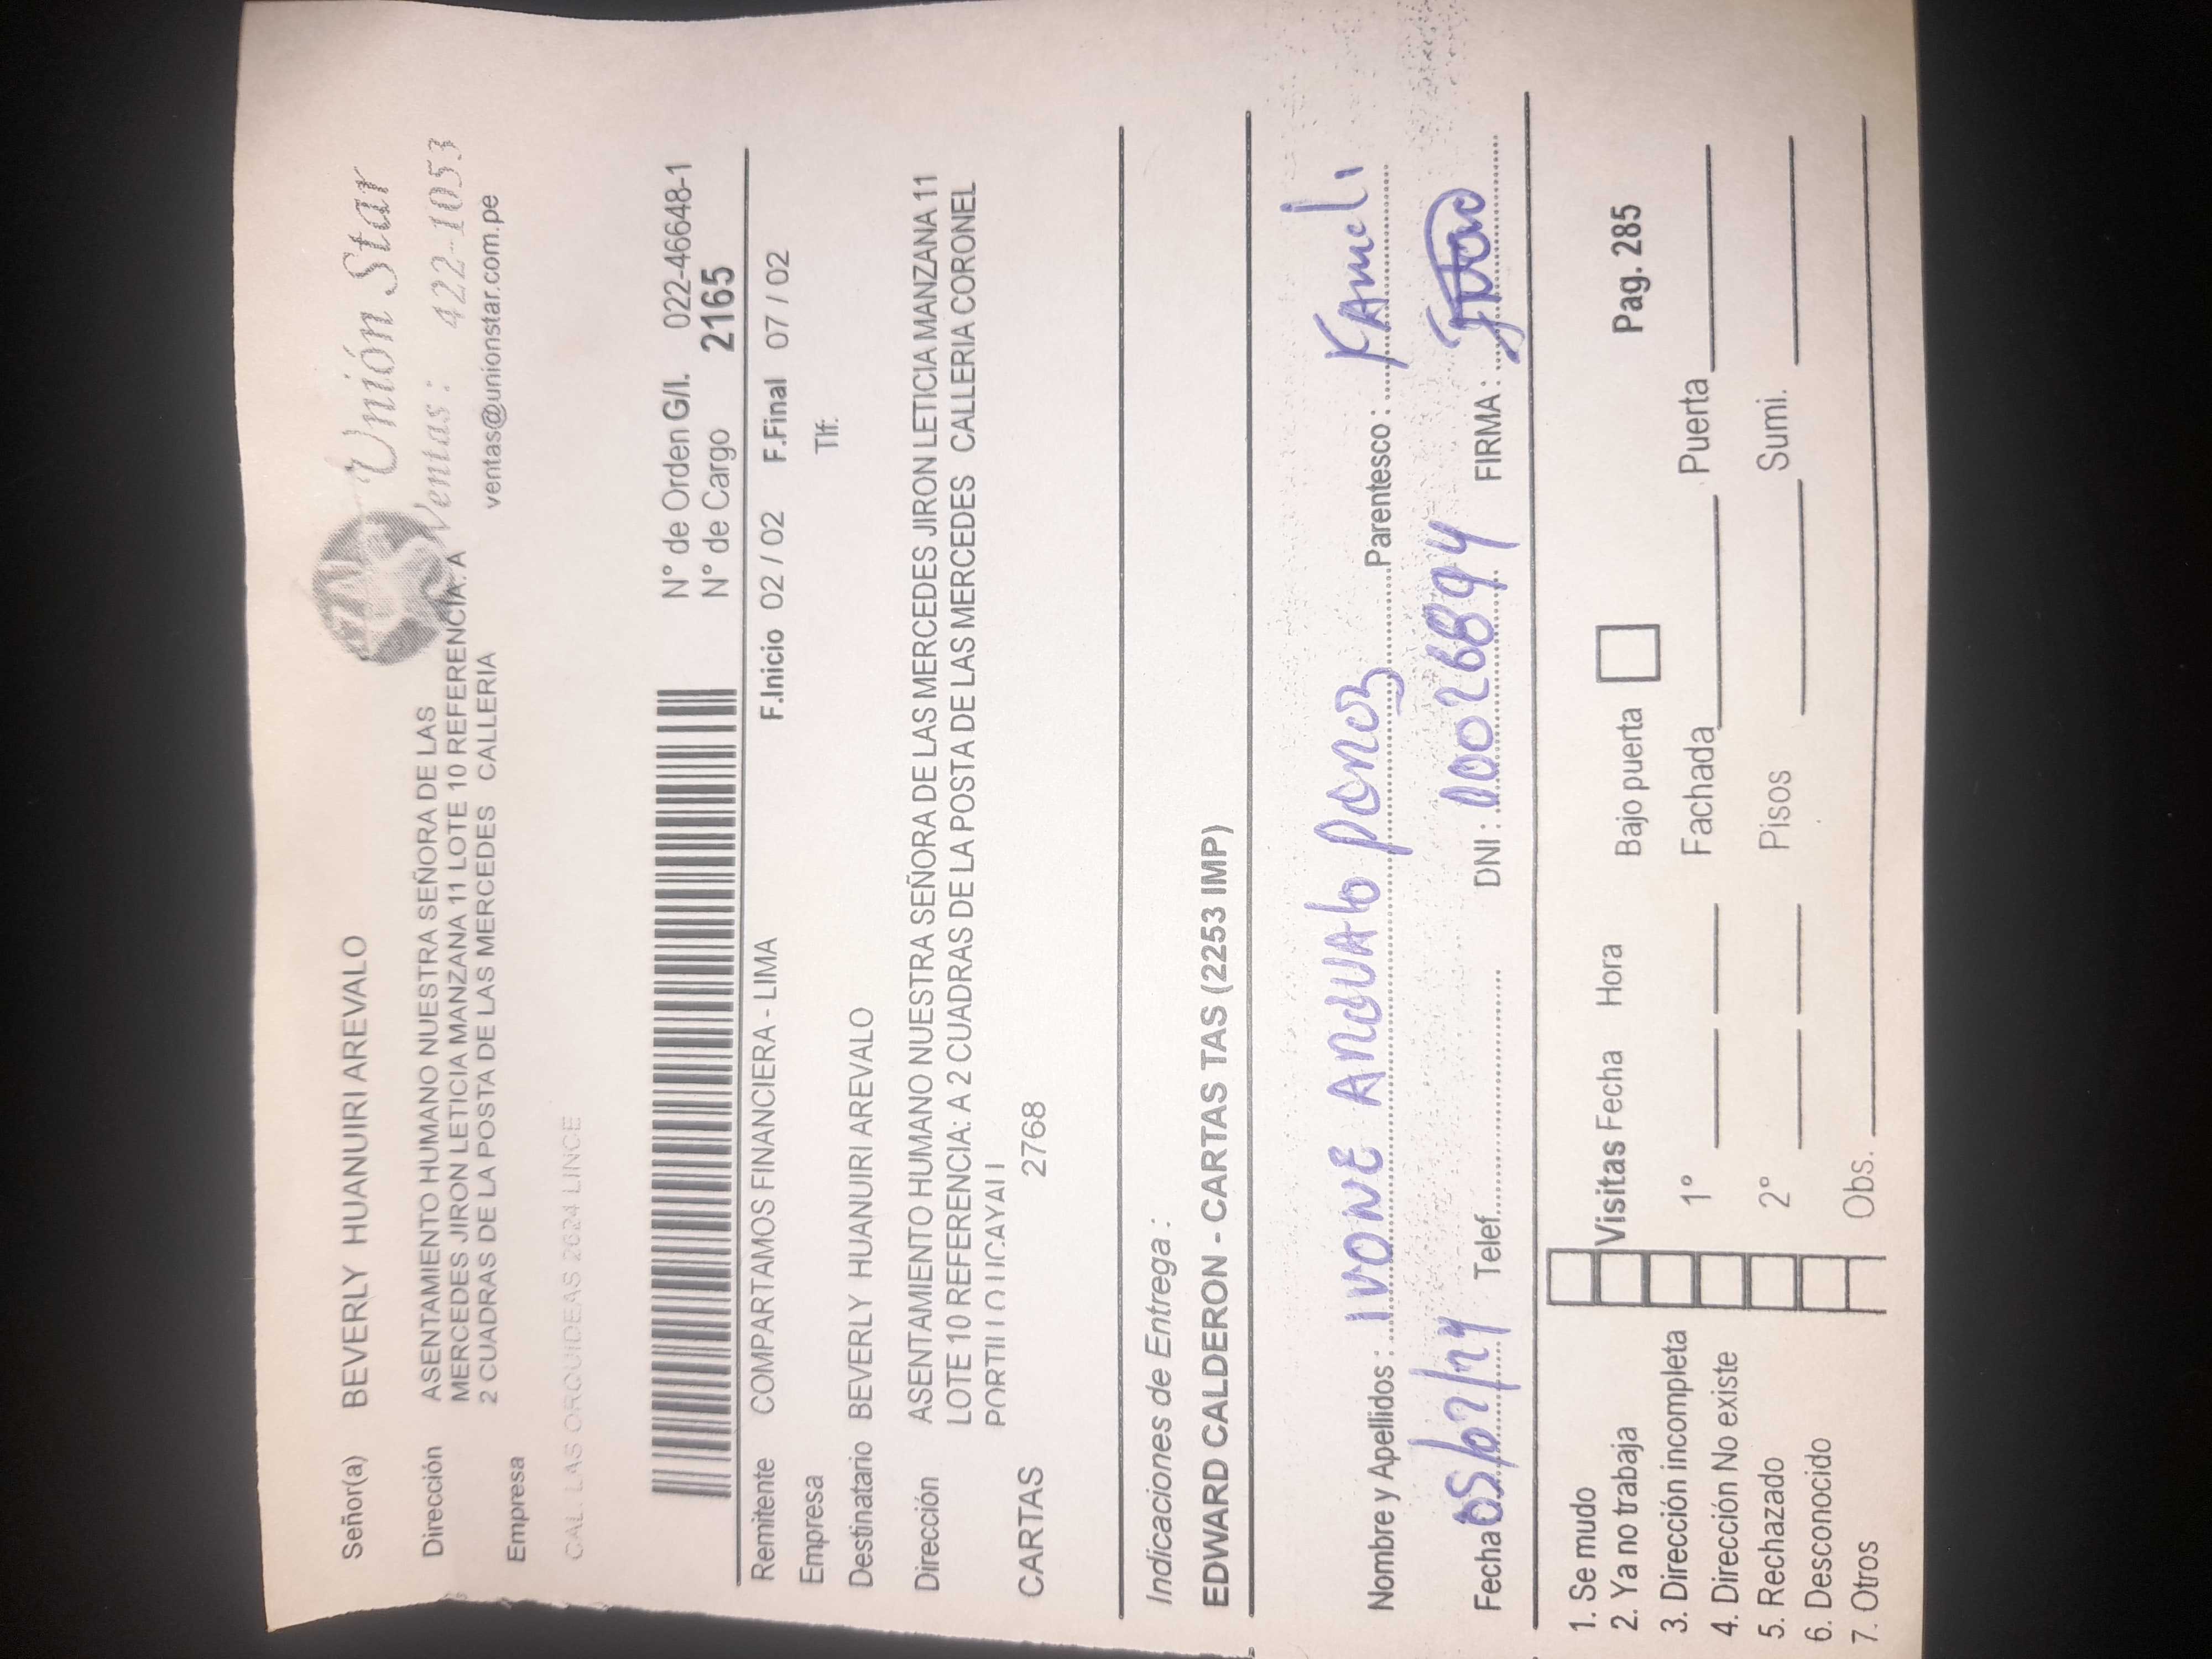 Unión Star
Ventas: 422-1053
ventas@unionstar.com.pe
Señor(a) BEVERLY HUANUIRI AREVALO
Dirección ASENTAMIENTO HUMANO NUESTRA SEÑORA DE LAS
MERCEDES JIRON LETICIA MANZANA 11 LOTE 10 REFERENCIA: A
2 CUADRAS DE LA POSTA DE LAS MERCEDES CALLERIA
Empresa
CAL. LAS ORQUIDEAS 2624 LINCE
N° de Orden G/I. 022-46648-1
N° de Cargo 2165
Remitente COMPARTAMOS FINANCIERA - LIMA F.Inicio 02 / 02 F.Final 07 / 02
Empresa Tlf.
Destinatario BEVERLY HUANUIRI AREVALO
Dirección ASENTAMIENTO HUMANO NUESTRA SEÑORA DE LAS MERCEDES JIRON LETICIA MANZANA 11
LOTE 10 REFERENCIA: A 2 CUADRAS DE LA POSTA DE LAS MERCEDES CALLERIA CORONEL
PORTILLO UCAYALI
CARTAS 2768
Indicaciones de Entrega :
EDWARD CALDERON - CARTAS TAS (2253 IMP)
Nombre y Apellidos : IVONE Parentesco : FAmeli
Fecha 05/02/24 Telef. DNI : 00026894 FIRMA :
1. Se mudo
2. Ya no trabaja
3. Dirección incompleta
4. Dirección No existe
5. Rechazado
6. Desconocido
7. Otros
Visitas Fecha Hora Bajo puerta Pag. 285
1° Fachada Puerta
2° Pisos Sumi.
Obs.